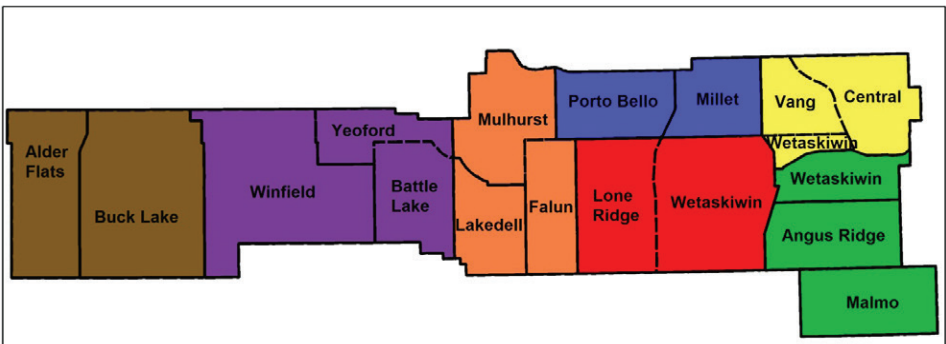 Alder
Flats
Buck Lake
Winfield
Yeoford
Battle
Lake
Mulhurst
Lakedell
Falun
Porto Bello
Millet
Lone
Ridge
Wetaskiwin
Vang
Central
Wetaskiwin
Wetaskiwin
Angus Ridge
Malmo